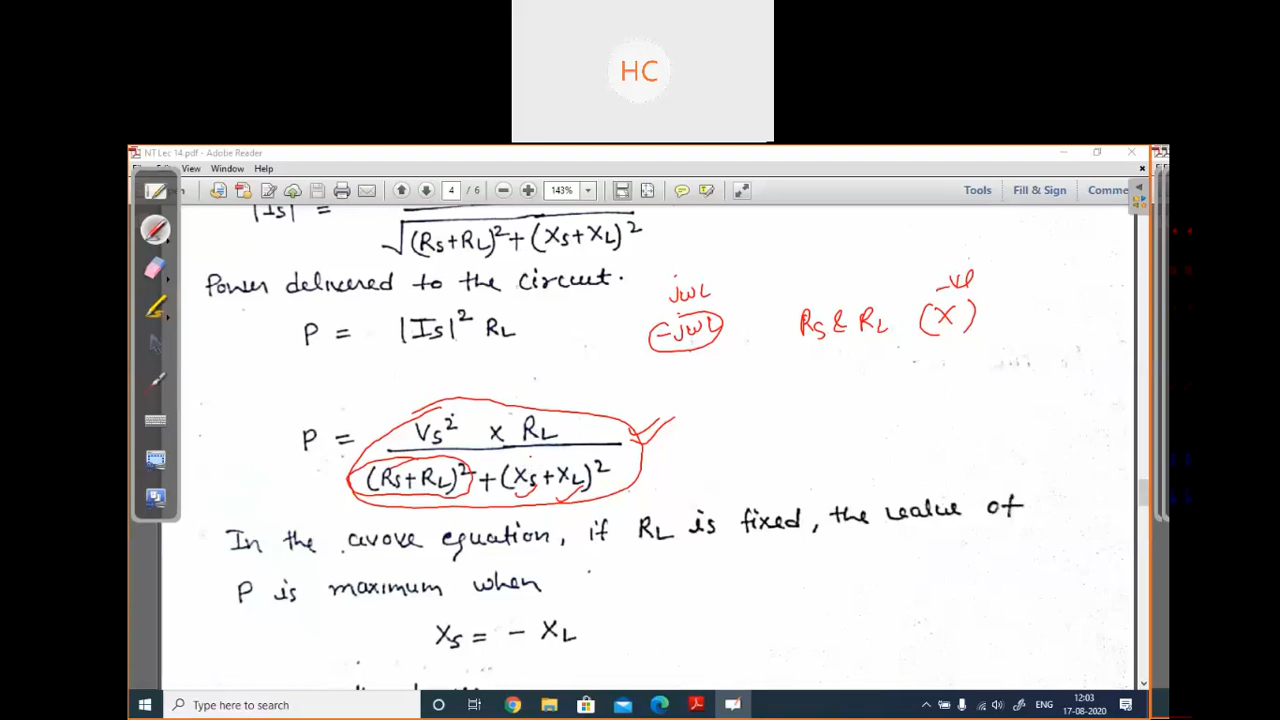 HC
NT Lec 14.pdf - Adobe Reader
View Window Help
4 / 6 143% Tools Fill & Sign Comme
|Is| =
√(Rs+RL)²+(Xs+XL)²
Power delivered to the circuit.
jwL
-jwL
Rs & RL (X)
-ve
P = |Is|² RL
P = Vs² x RL
(Rs+RL)²+(Xs+XL)²
In the avove equation, if RL is fixed, the value of
P is maximum when
Xs = - XL
Type here to search
ENG
12:03
17-08-2020